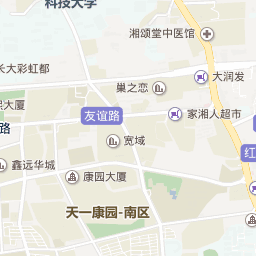 科技大学
湘颂堂中医馆
长大彩虹都
大润发
巢之恋
大厦
友谊路
家湘人超市
路
宽域
红
鑫远华城
康园大厦
天一康园-南区